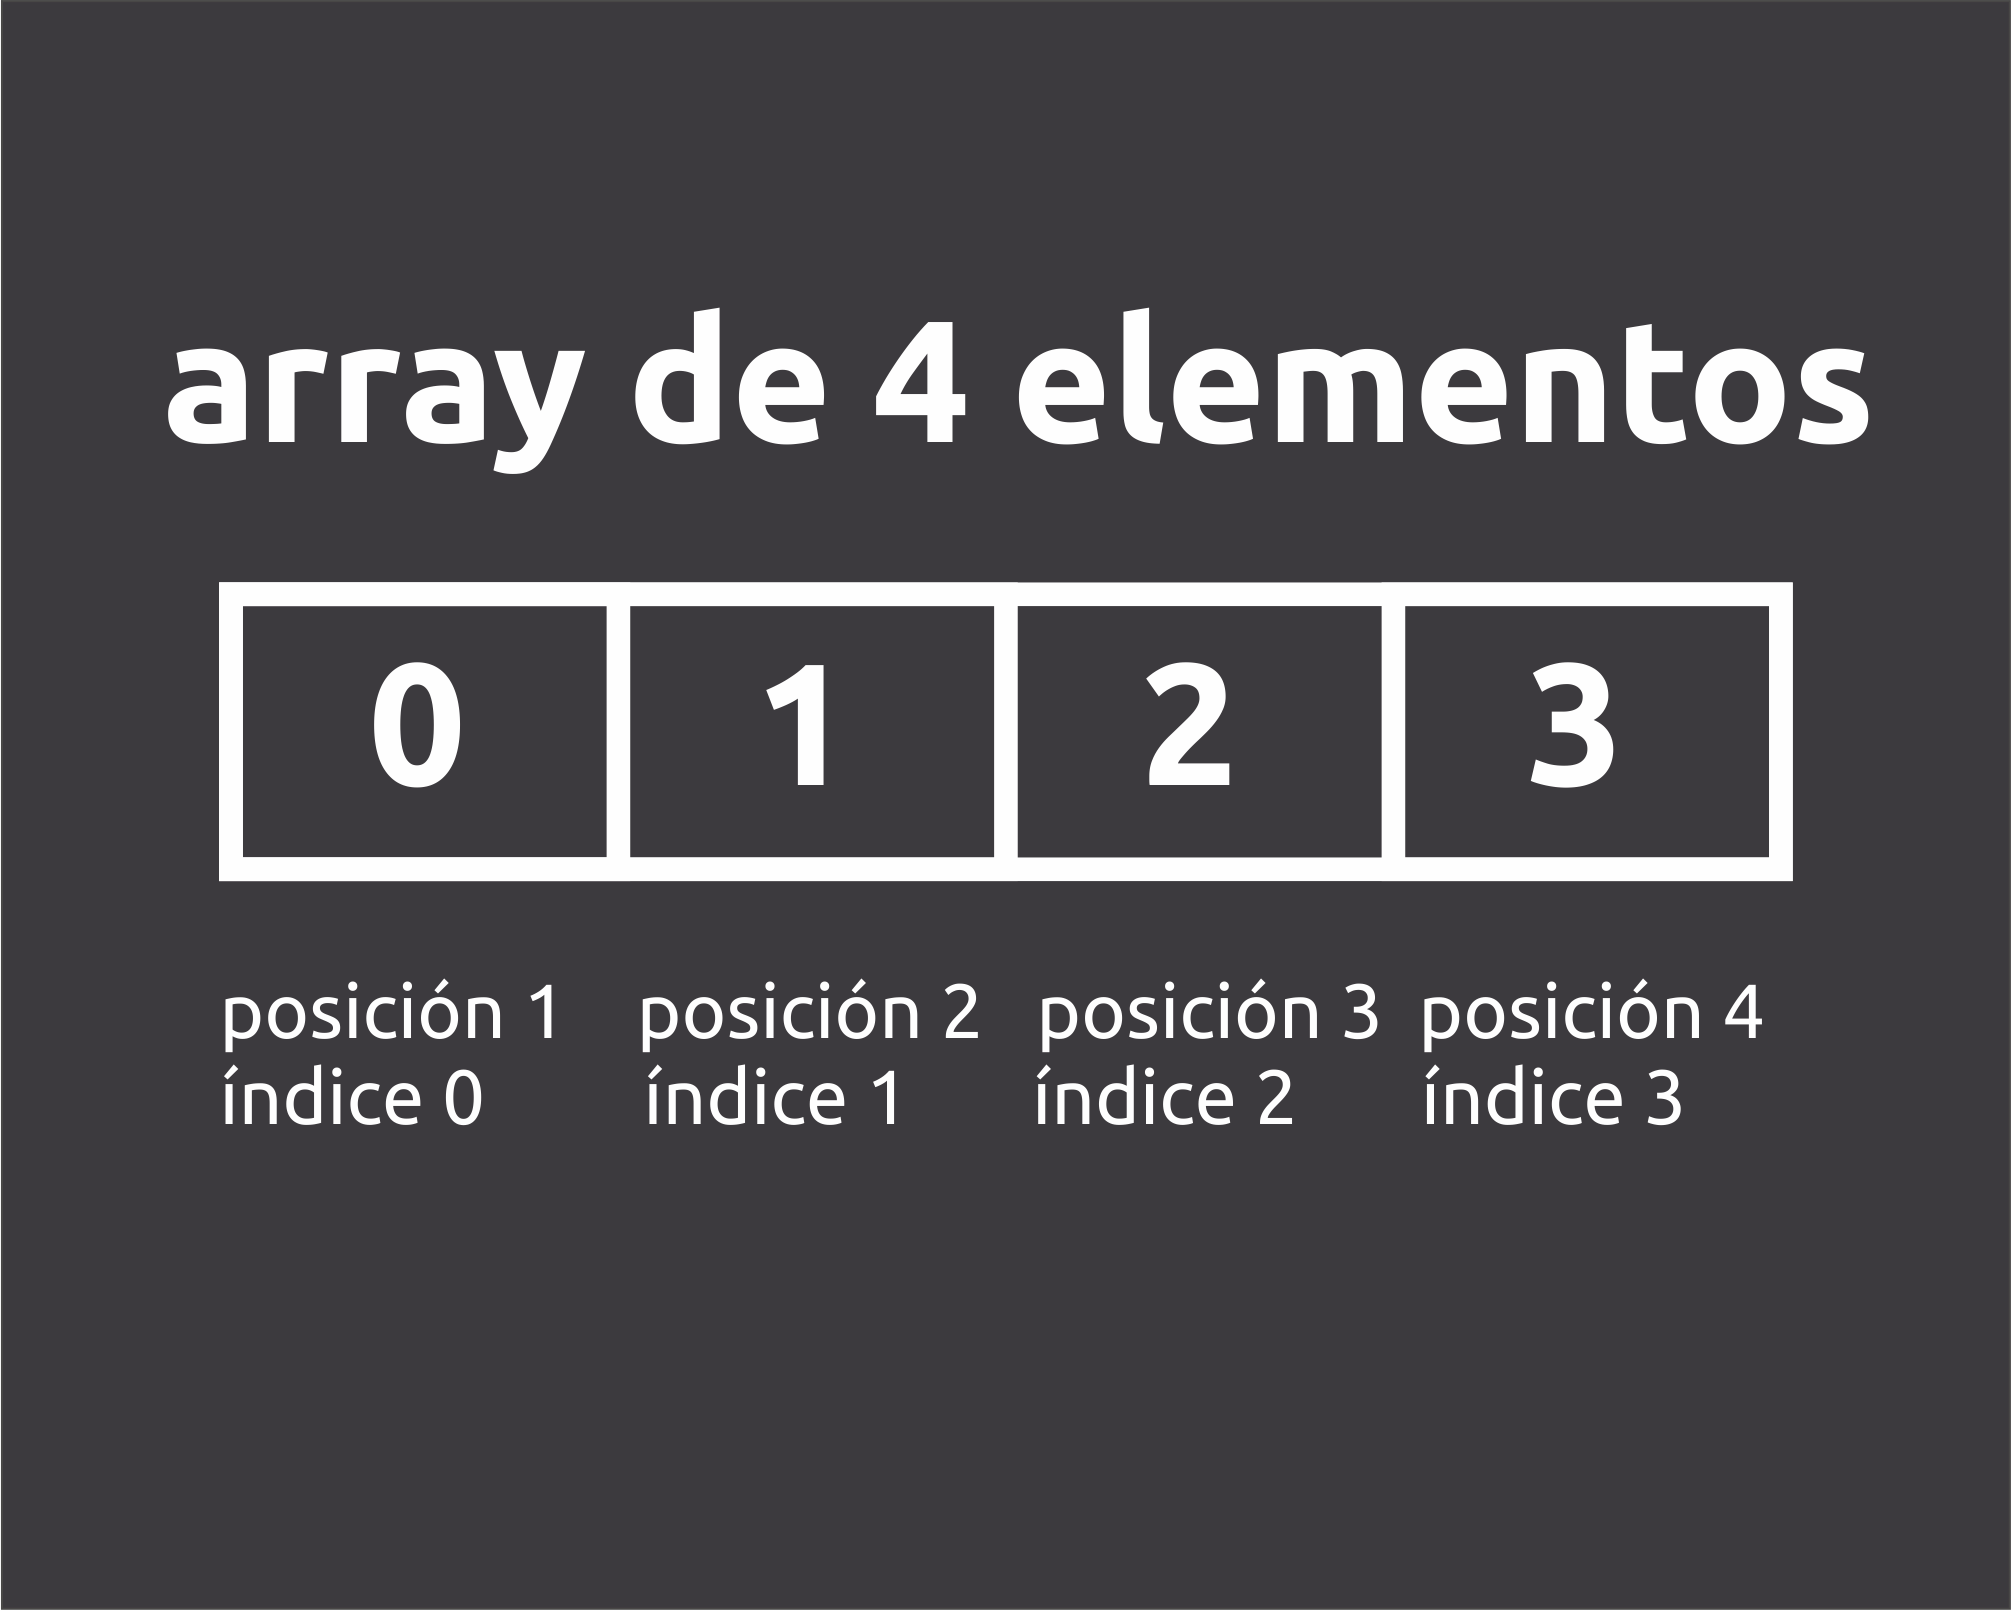 array de 4 elementos
0 1 2 3
posición 1 posición 2 posición 3 posición 4
índice 0 índice 1 índice 2 índice 3